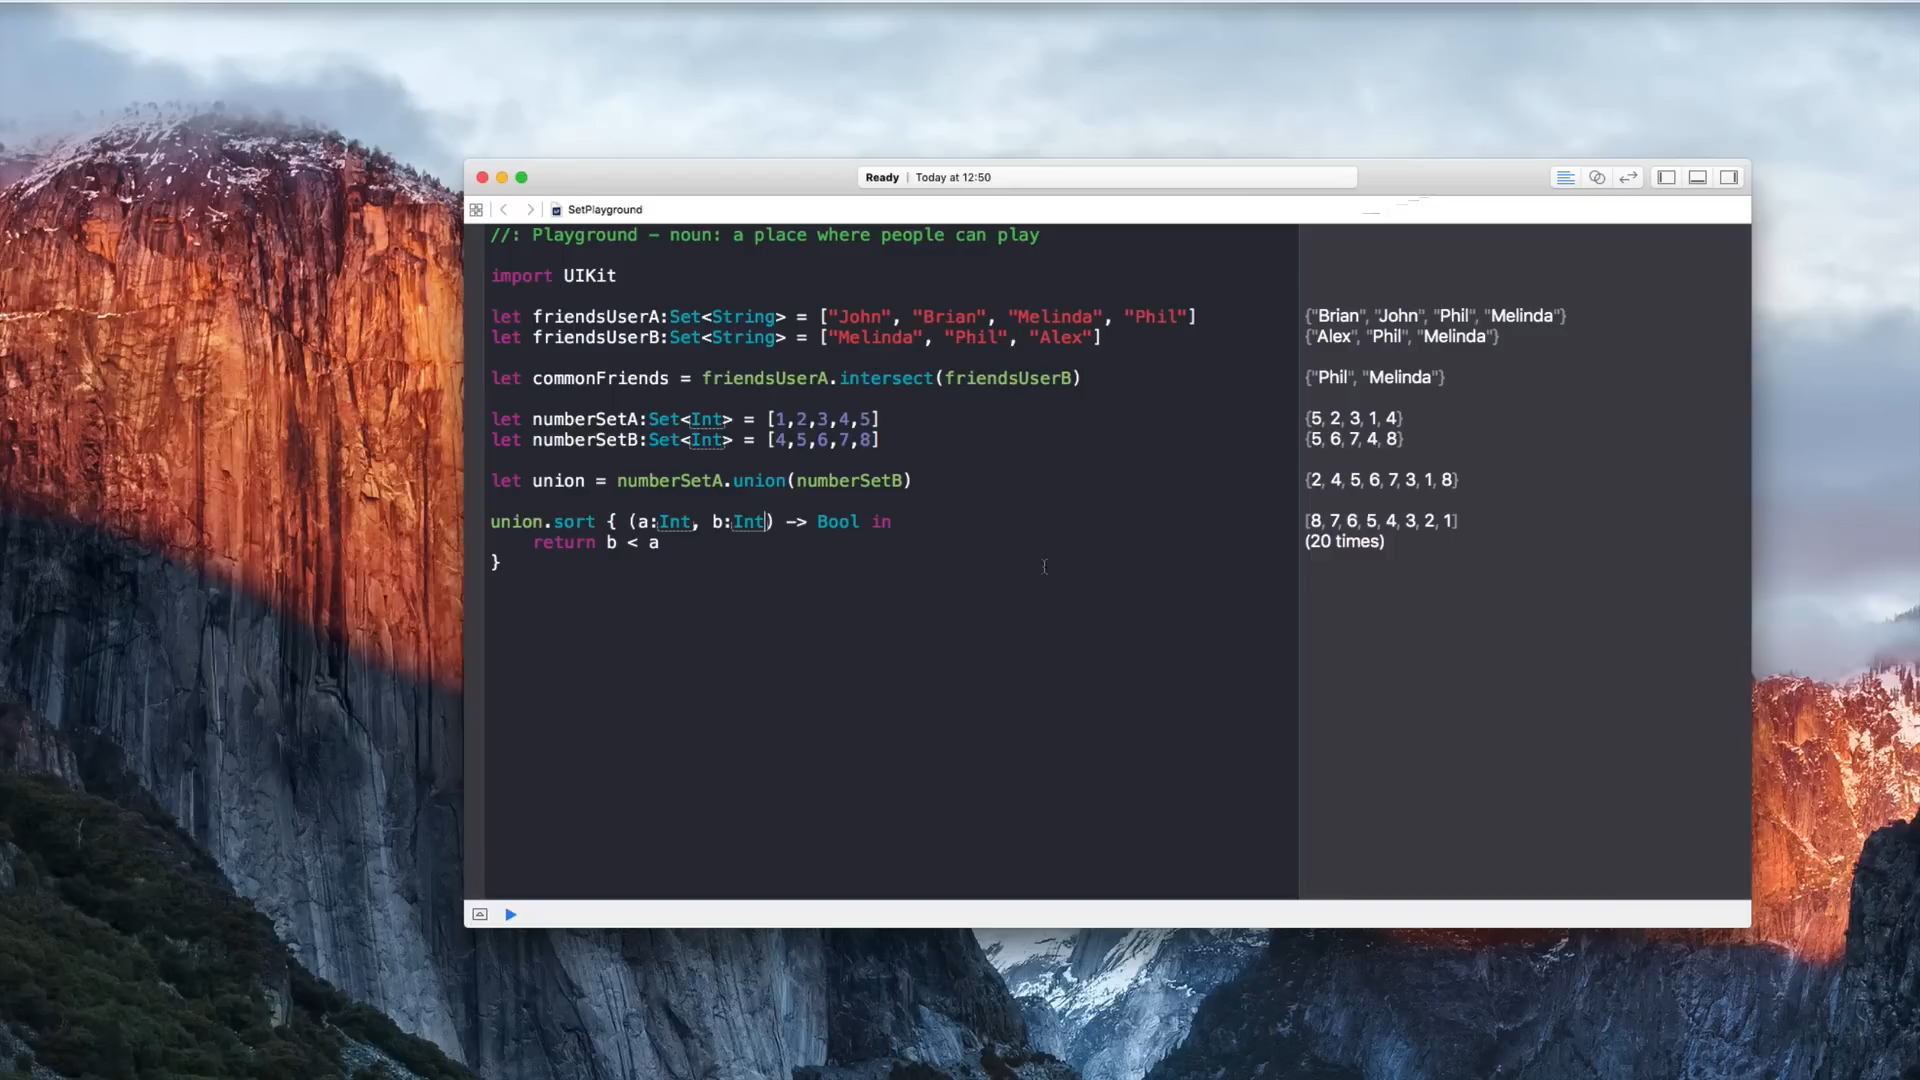 Ready | Today at 12:50
SetPlayground
//: Playground - noun: a place where people can play
import UIKit
let friendsUserA:Set<String> = ["John", "Brian", "Melinda", "Phil"]
{"Brian", "John", "Phil", "Melinda"}
let friendsUserB:Set<String> = ["Melinda", "Phil", "Alex"]
{"Alex", "Phil", "Melinda"}
let commonFriends = friendsUserA.intersect(friendsUserB)
{"Phil", "Melinda"}
let numberSetA:Set<Int> = [1,2,3,4,5]
{5, 2, 3, 1, 4}
let numberSetB:Set<Int> = [4,5,6,7,8]
{5, 6, 7, 4, 8}
let union = numberSetA.union(numberSetB)
{2, 4, 5, 6, 7, 3, 1, 8}
union.sort { (a:Int, b:Int) -> Bool in
[8, 7, 6, 5, 4, 3, 2, 1]
return b < a
(20 times)
}